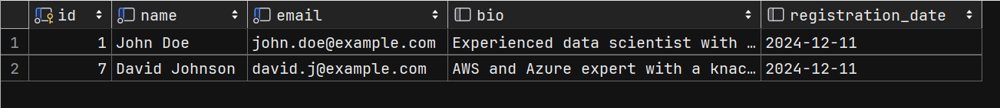 id name email bio registration_date
1 1 John Doe john.doe@example.com Experienced data scientist with … 2024-12-11
2 7 David Johnson david.j@example.com AWS and Azure expert with a knac… 2024-12-11